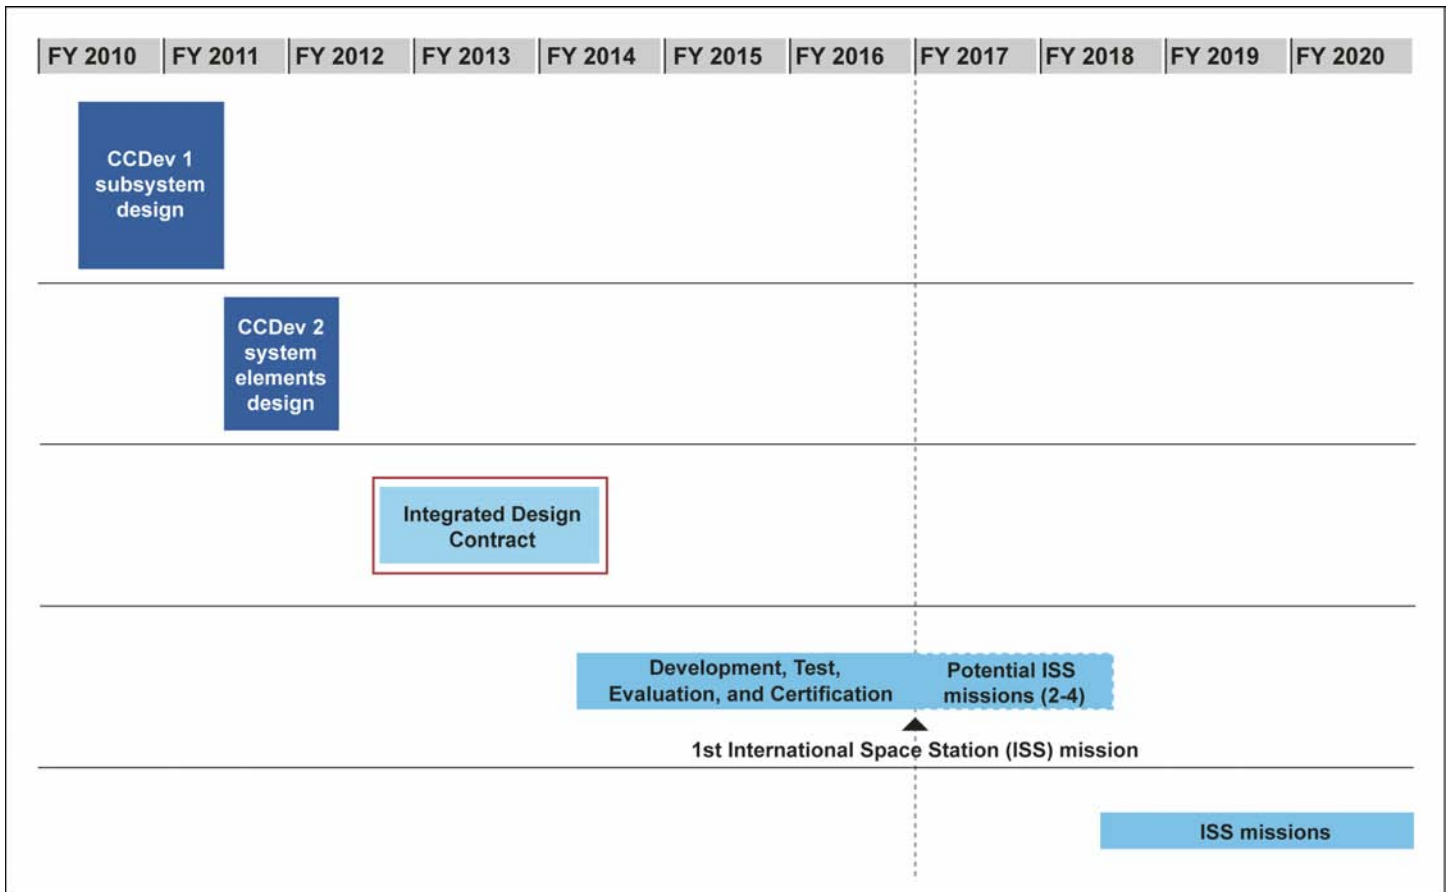 FY 2010 FY 2011 FY 2012 FY 2013 FY 2014 FY 2015 FY 2016 FY 2017 FY 2018 FY 2019 FY 2020
CCDev 1
subsystem
design
CCDev 2
system
elements
design
Integrated Design
Contract
Development, Test,
Evaluation, and Certification
Potential ISS
missions (2-4)
1st International Space Station (ISS) mission
ISS missions